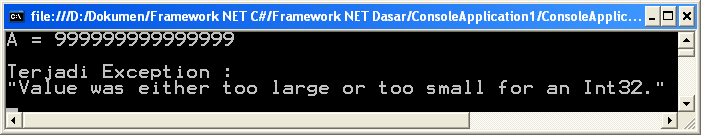 file:///D:/Dokumen/Framework NET C#/Framework NET Dasar/ConsoleApplication1/ConsoleApplic...
A = 999999999999999
Terjadi Exception :
"Value was either too large or too small for an Int32."